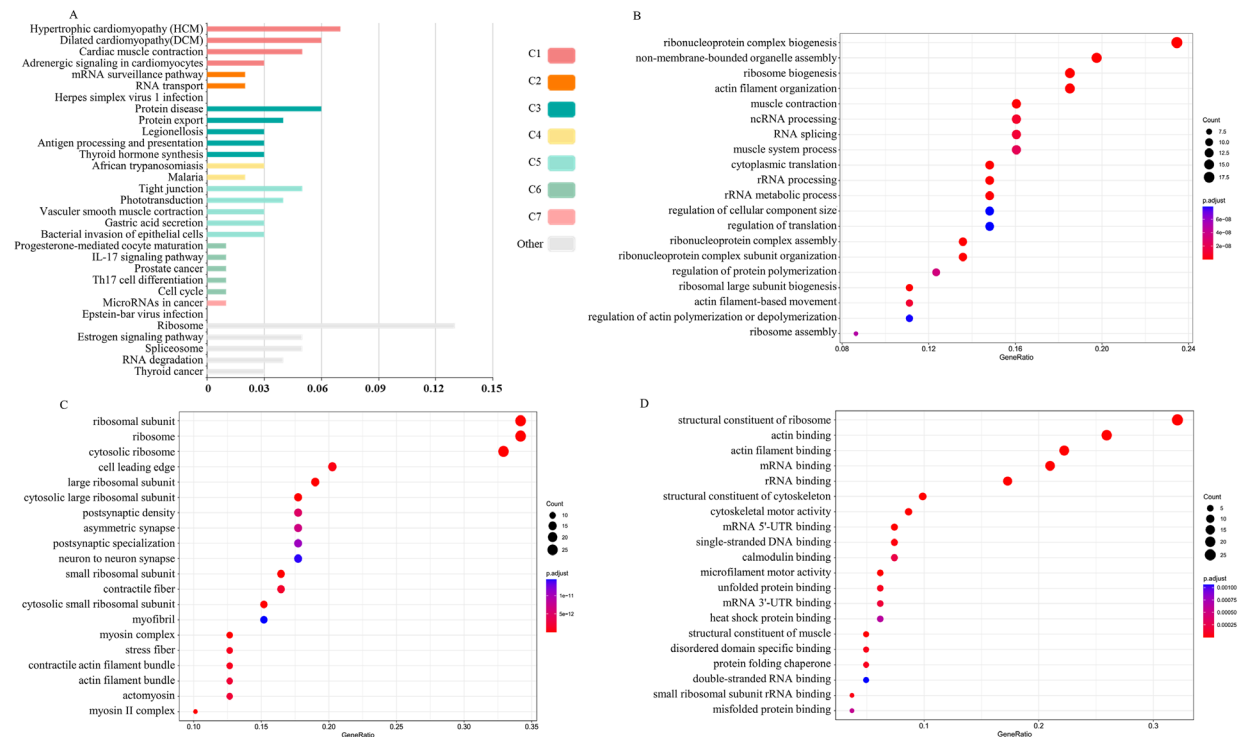 A
Hypertrophic cardiomyopathy (HCM)
Dilated cardiomyopathy(DCM)
Cardiac muscle contraction
Adrenergic signaling in cardiomyocytes
mRNA surveillance pathway
RNA transport
Herpes simplex virus 1 infection
Protein disease
Protein export
Legionellosis
Antigen processing and presentation
Thyroid hormone synthesis
African trypanosomiasis
Malaria
Tight junction
Phototransduction
Vascular smooth muscle contraction
Gastric acid secretion
Bacterial invasion of epithelial cells
Progesterone-mediated oocyte maturation
IL-17 signaling pathway
Prostate cancer
Th17 cell differentiation
Cell cycle
MicroRNAs in cancer
Epstein-bar virus infection
Ribosome
Estrogen signaling pathway
Spliceosome
RNA degradation
Thyroid cancer
0 0.03 0.06 0.09 0.12 0.15
C1
C2
C3
C4
C5
C6
C7
Other
B
ribonucleoprotein complex biogenesis
non-membrane-bounded organelle assembly
ribosome biogenesis
actin filament organization
muscle contraction
ncRNA processing
RNA splicing
muscle system process
cytoplasmic translation
rRNA processing
rRNA metabolic process
regulation of cellular component size
regulation of translation
ribonucleoprotein complex assembly
ribonucleoprotein complex subunit organization
regulation of protein polymerization
ribosomal large subunit biogenesis
actin filament-based movement
regulation of actin polymerization or depolymerization
ribosome assembly
0.08 0.12 0.16 0.20 0.24
GeneRatio
Count
7.5
10.0
12.5
15.0
17.5
p.adjust
6e-08
4e-08
2e-08
C
ribosomal subunit
ribosome
cytosolic ribosome
cell leading edge
large ribosomal subunit
cytosolic large ribosomal subunit
postsynaptic density
asymmetric synapse
postsynaptic specialization
neuron to neuron synapse
small ribosomal subunit
contractile fiber
cytosolic small ribosomal subunit
myofibril
myosin complex
stress fiber
contractile actin filament bundle
actin filament bundle
actomyosin
myosin II complex
0.10 0.15 0.20 0.25 0.30 0.35
GeneRatio
Count
10
15
20
25
p.adjust
1e-11
5e-12
D
structural constituent of ribosome
actin binding
actin filament binding
mRNA binding
rRNA binding
structural constituent of cytoskeleton
cytoskeletal motor activity
mRNA 5'-UTR binding
single-stranded DNA binding
calmodulin binding
microfilament motor activity
unfolded protein binding
mRNA 3'-UTR binding
heat shock protein binding
structural constituent of muscle
disordered domain specific binding
protein folding chaperone
double-stranded RNA binding
small ribosomal subunit rRNA binding
misfolded protein binding
0.1 0.2 0.3
GeneRatio
Count
5
10
15
20
25
p.adjust
0.00100
0.00075
0.00050
0.00025